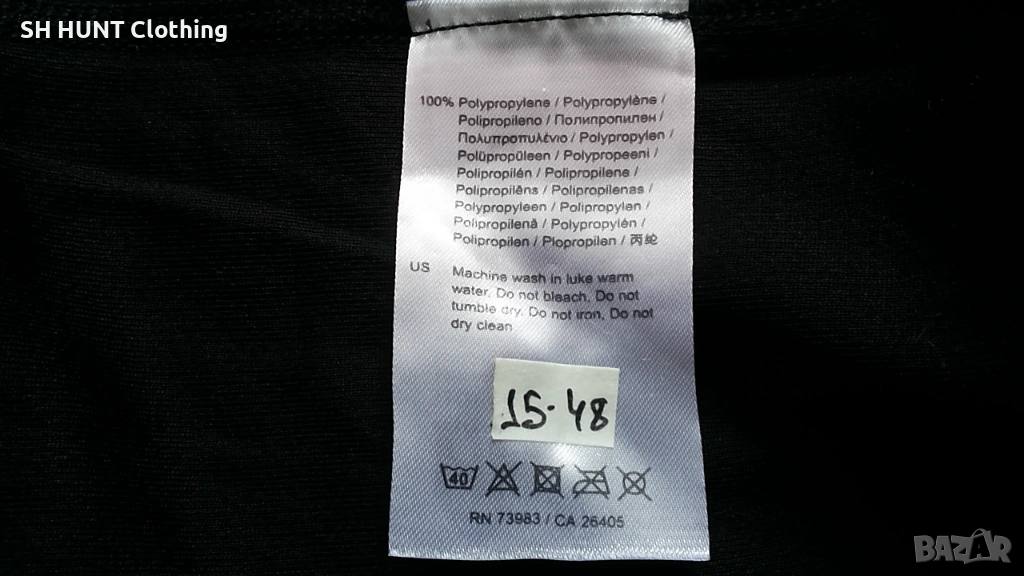 SH HUNT Clothing
100% Polypropylene / Polypropylène /
Polipropileno / Полипропилен /
Πολυπροπυλένιο / Polypropylen /
Polüpropüleen / Polypropeeni /
Polipropilén / Polipropilene /
Polipropilēns / Polipropilenas /
Polypropyleen / Polipropylen /
Polipropilenă / Polypropylén /
Polipropilen / Plopropilen / 丙纶
US Machine wash in luke warm
water. Do not bleach. Do not
tumble dry. Do not iron. Do not
dry clean
15-48
40
RN 73983 / CA 26405
BAZAR